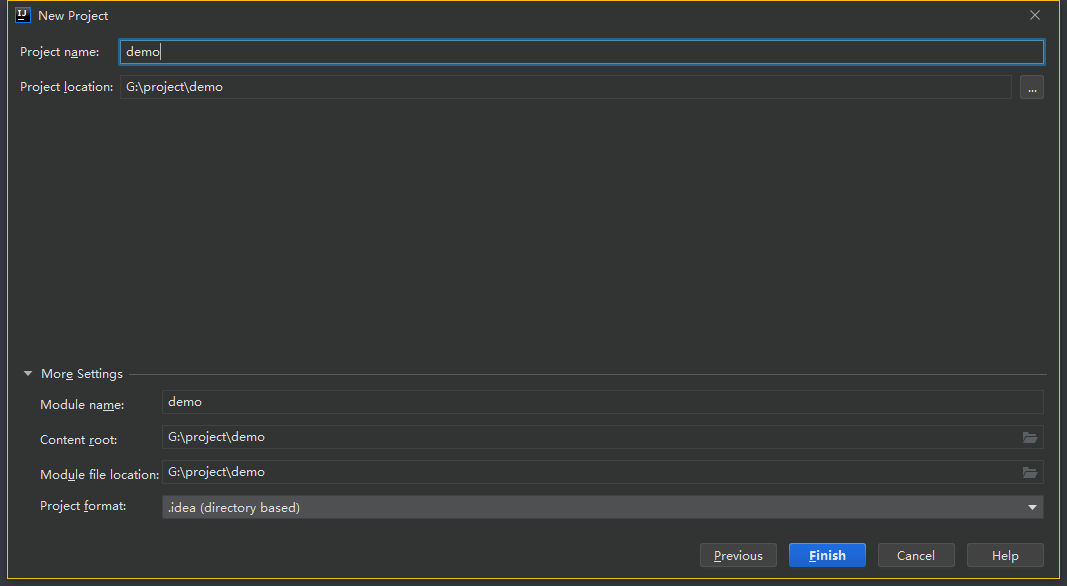 IJ New Project
Project name: demo
Project location: G:\project\demo ...
More Settings
Module name: demo
Content root: G:\project\demo
Module file location: G:\project\demo
Project format: .idea (directory based)
Previous Finish Cancel Help